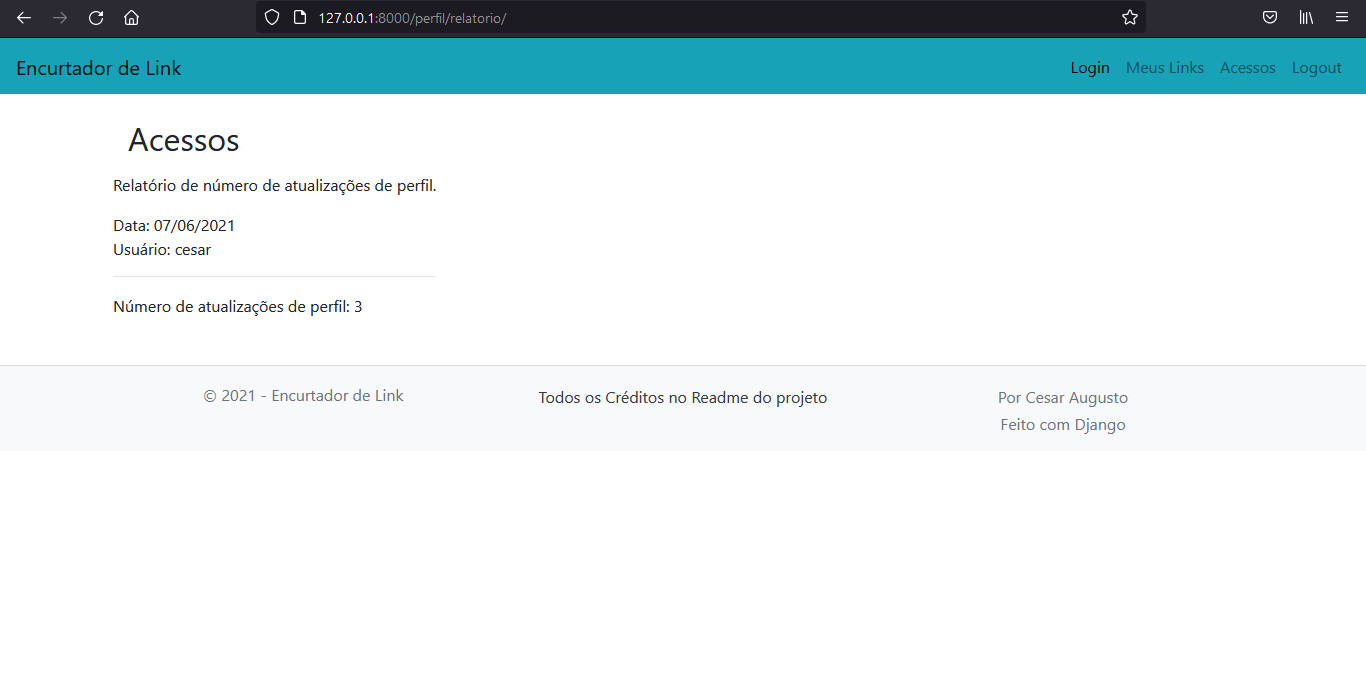 127.0.0.1:8000/perfil/relatorio/
Encurtador de Link
Login Meus Links Acessos Logout
Acessos
Relatório de número de atualizações de perfil.
Data: 07/06/2021
Usuário: cesar
Número de atualizações de perfil: 3
© 2021 - Encurtador de Link
Todos os Créditos no Readme do projeto
Por Cesar Augusto
Feito com Django